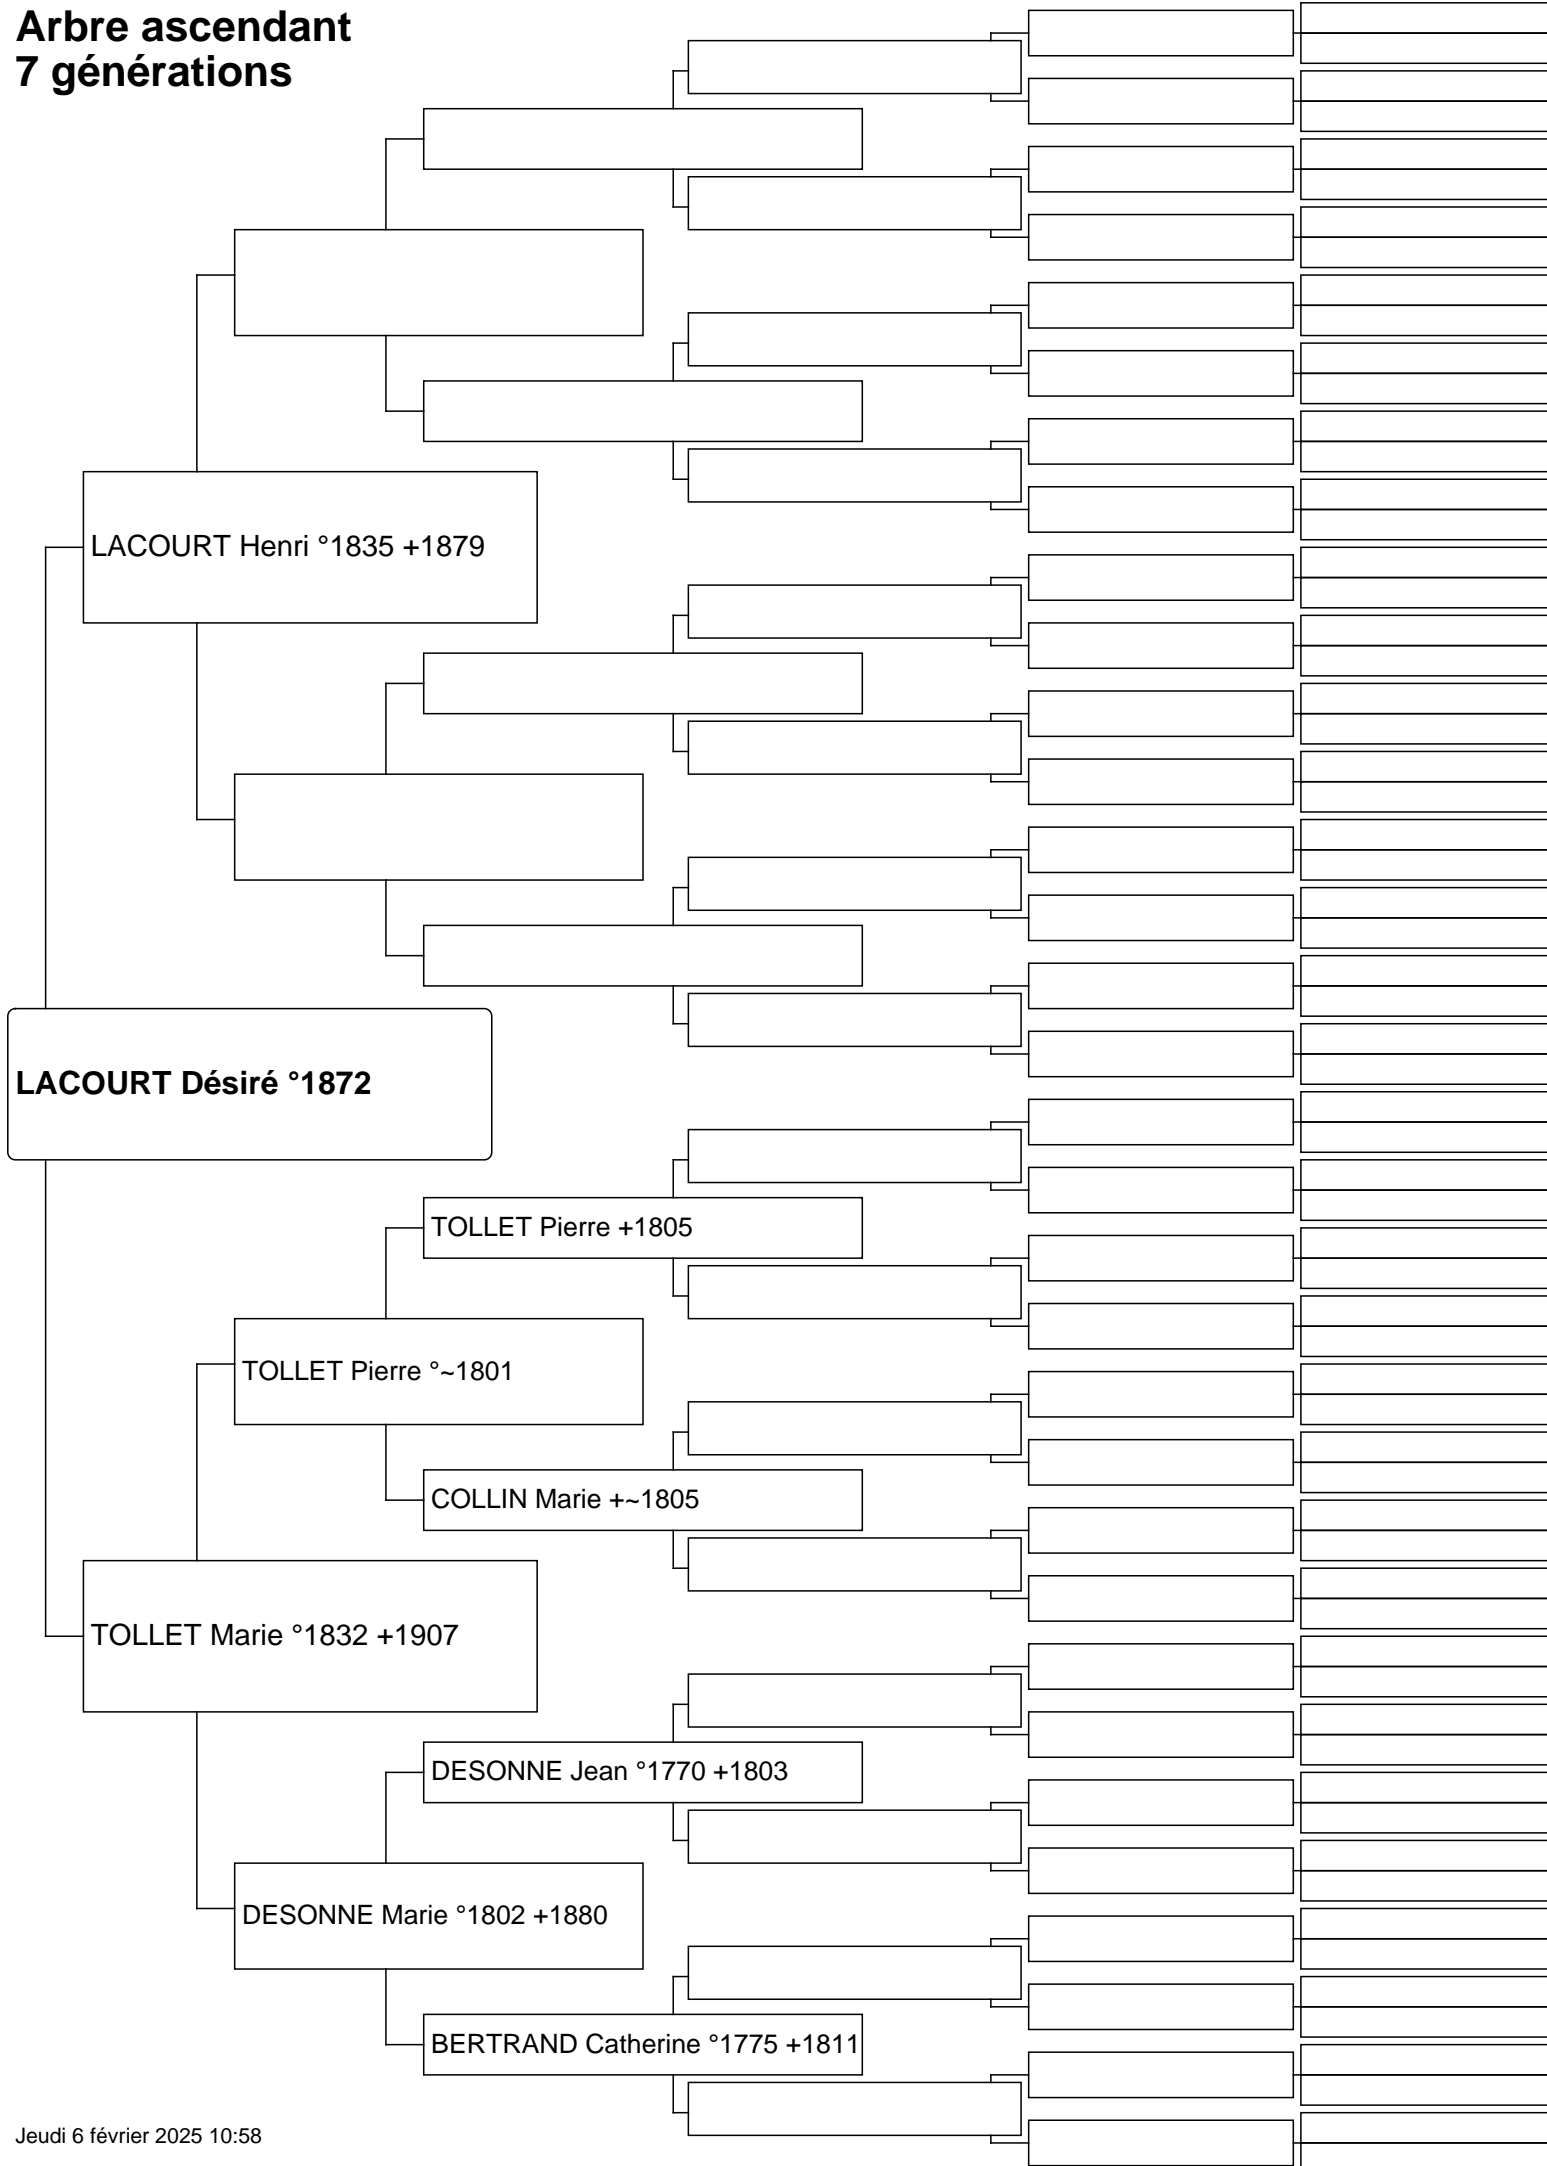 Arbre ascendant
7 générations
LACOURT Henri °1835 +1879
LACOURT Désiré °1872
TOLLET Pierre +1805
TOLLET Pierre °~1801
COLLIN Marie +~1805
TOLLET Marie °1832 +1907
DESONNE Jean °1770 +1803
DESONNE Marie °1802 +1880
BERTRAND Catherine °1775 +1811
Jeudi 6 février 2025 10:58